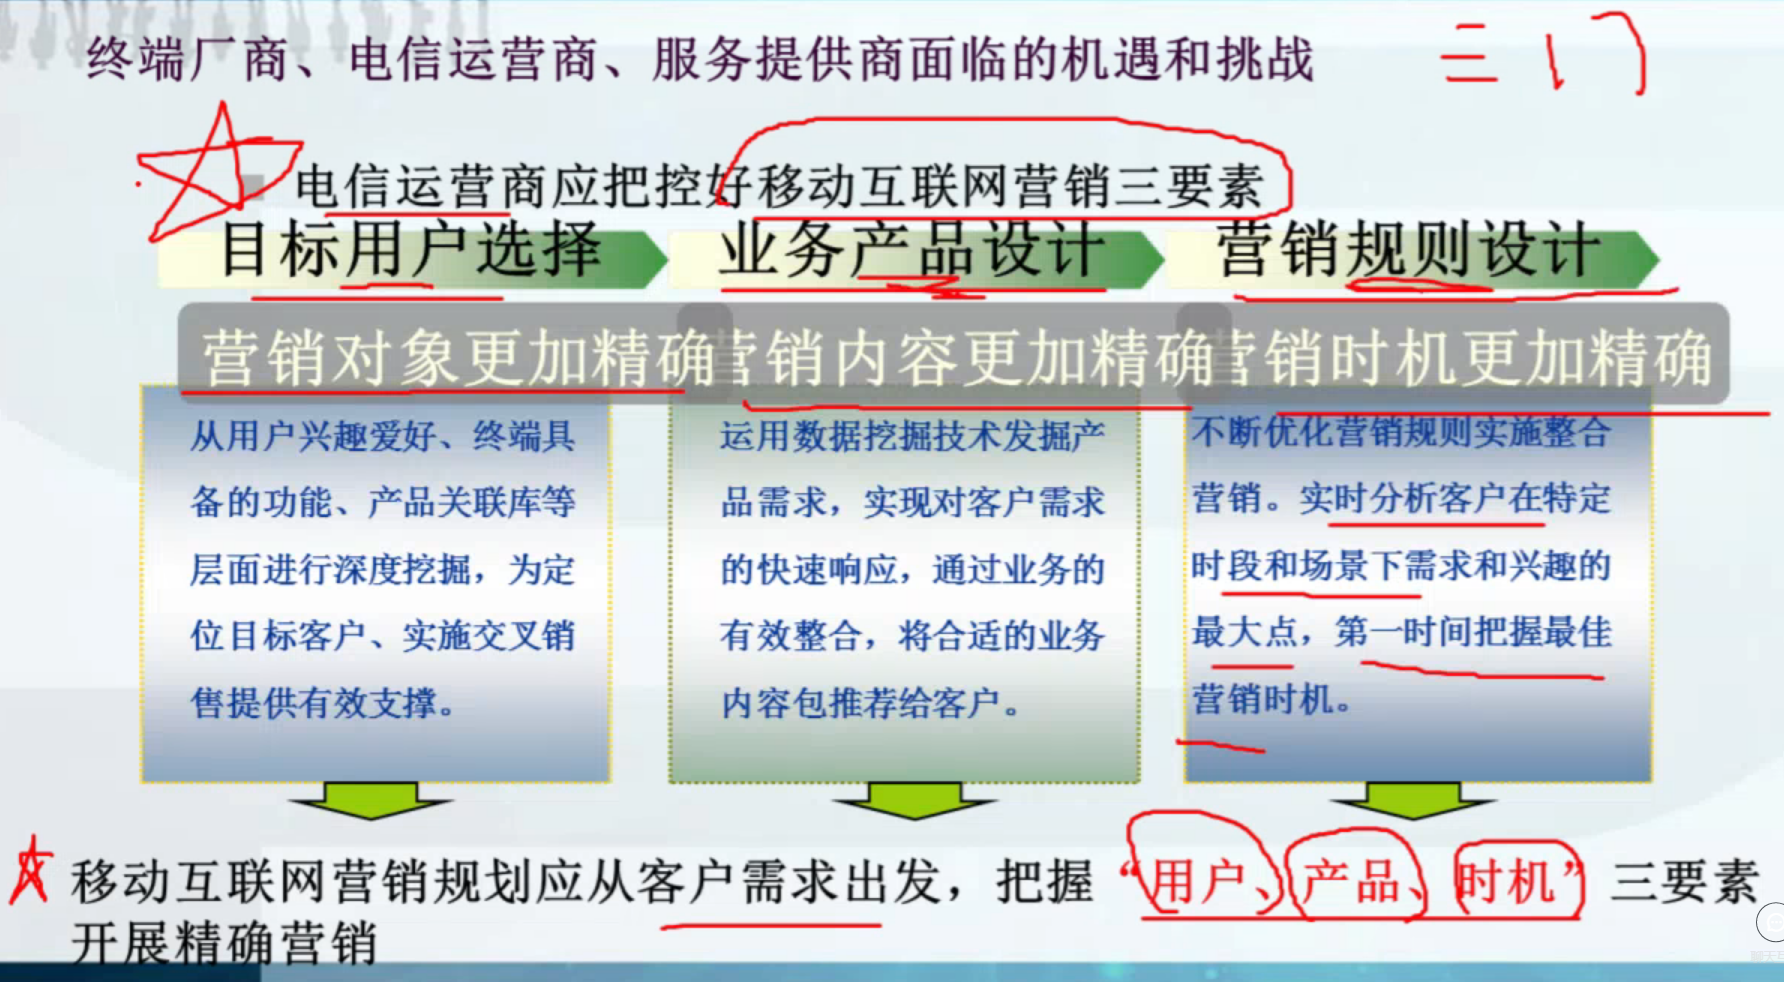 终端厂商、电信运营商、服务提供商面临的机遇和挑战
三门
电信运营商应把控好移动互联网营销三要素
目标用户选择
业务产品设计
营销规则设计
营销对象更加精确
营销内容更加精确
营销时机更加精确
从用户兴趣爱好、终端具
备的功能、产品关联库等
层面进行深度挖掘，为定
位目标客户、实施交叉销
售提供有效支撑。
运用数据挖掘技术发掘产
品需求，实现对客户需求
的快速响应，通过业务的
有效整合，将合适的业务
内容包推荐给客户。
不断优化营销规则实施整合
营销。实时分析客户在特定
时段和场景下需求和兴趣的
最大点，第一时间把握最佳
营销时机。
移动互联网营销规划应从客户需求出发，把握“用户、产品、时机”三要素
开展精确营销